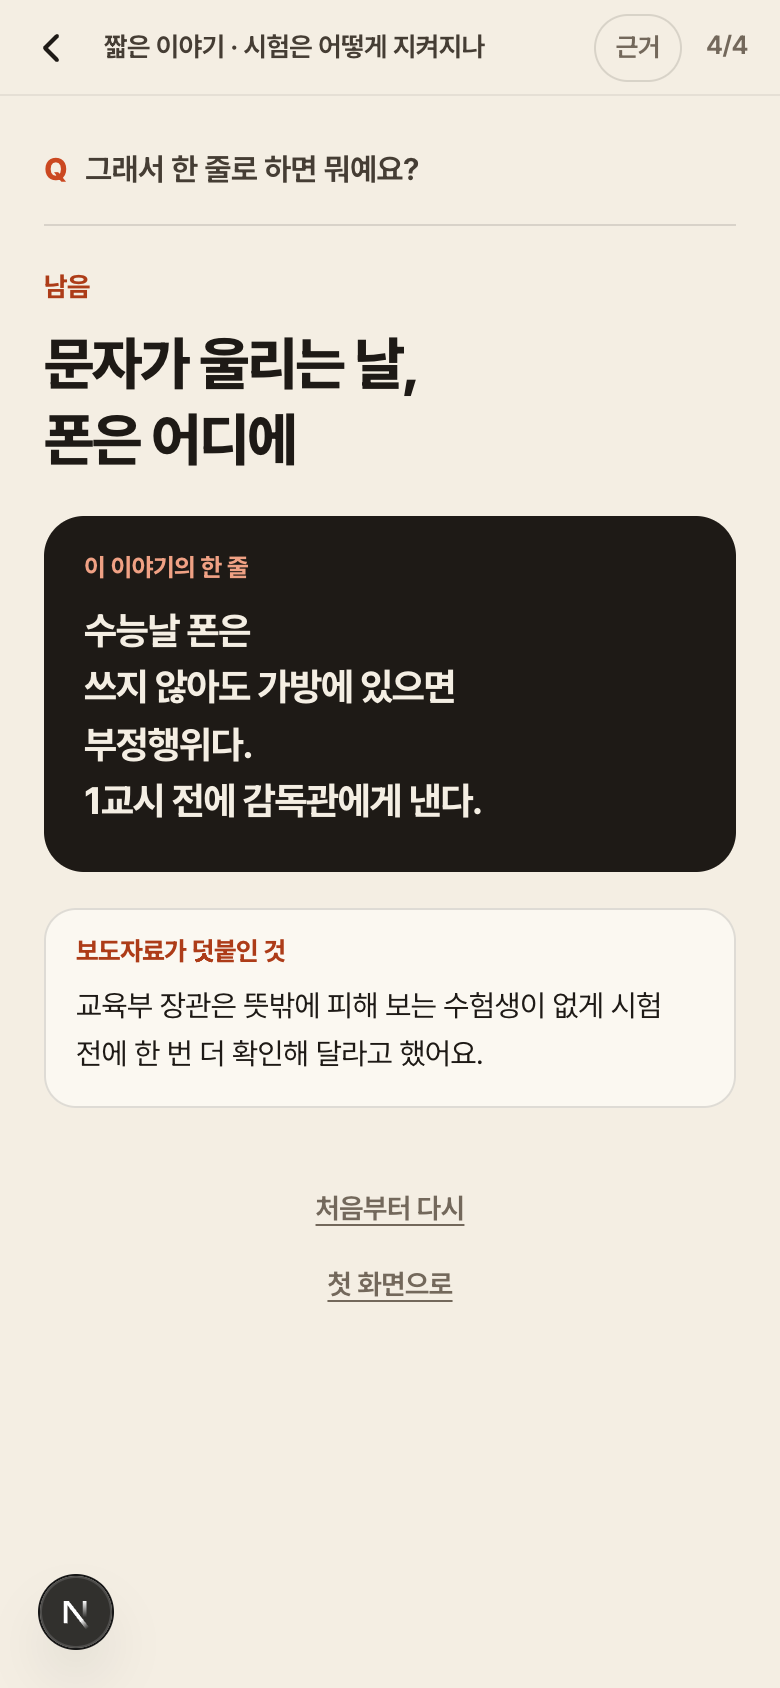 짧은 이야기 · 시험은 어떻게 지켜지나
근거
4/4
Q 그래서 한 줄로 하면 뭐예요?
남음
문자가 울리는 날,
폰은 어디에
이 이야기의 한 줄
수능날 폰은
쓰지 않아도 가방에 있으면
부정행위다.
1교시 전에 감독관에게 낸다.
보도자료가 덧붙인 것
교육부 장관은 뜻밖에 피해 보는 수험생이 없게 시험
전에 한 번 더 확인해 달라고 했어요.
처음부터 다시
첫 화면으로
N